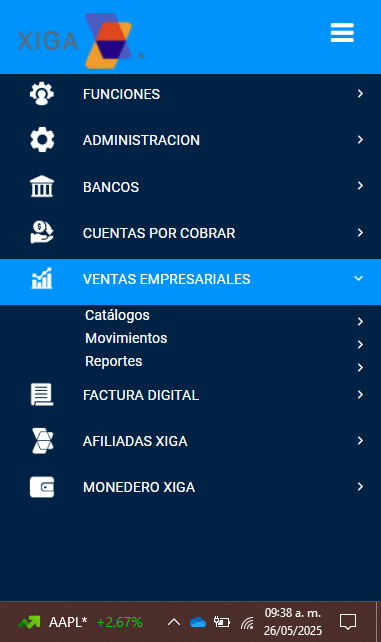 XIGA
FUNCIONES
ADMINISTRACION
BANCOS
CUENTAS POR COBRAR
VENTAS EMPRESARIALES
Catálogos
Movimientos
Reportes
FACTURA DIGITAL
AFILIADAS XIGA
MONEDERO XIGA
AAPL* +2.67% 09:38 a. m.
26/05/2025